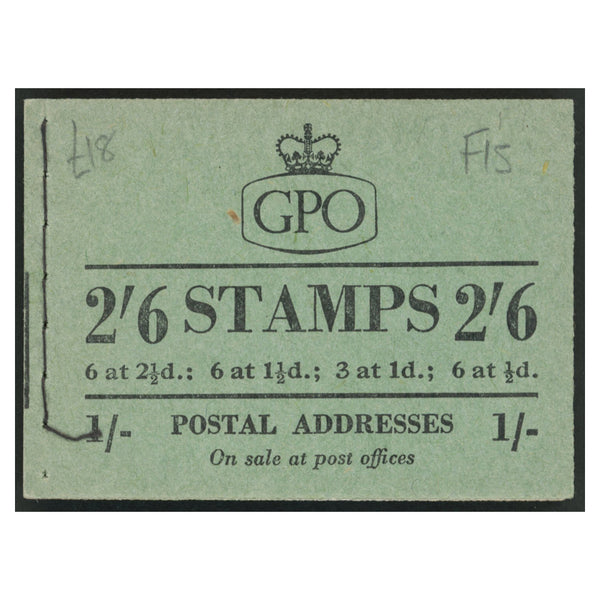 £18
F15
GPO
2'6 STAMPS 2'6
6 at 2½d.; 6 at 1½d.; 3 at 1d.; 6 at ½d.
1/- POSTAL ADDRESSES 1/-
On sale at post offices